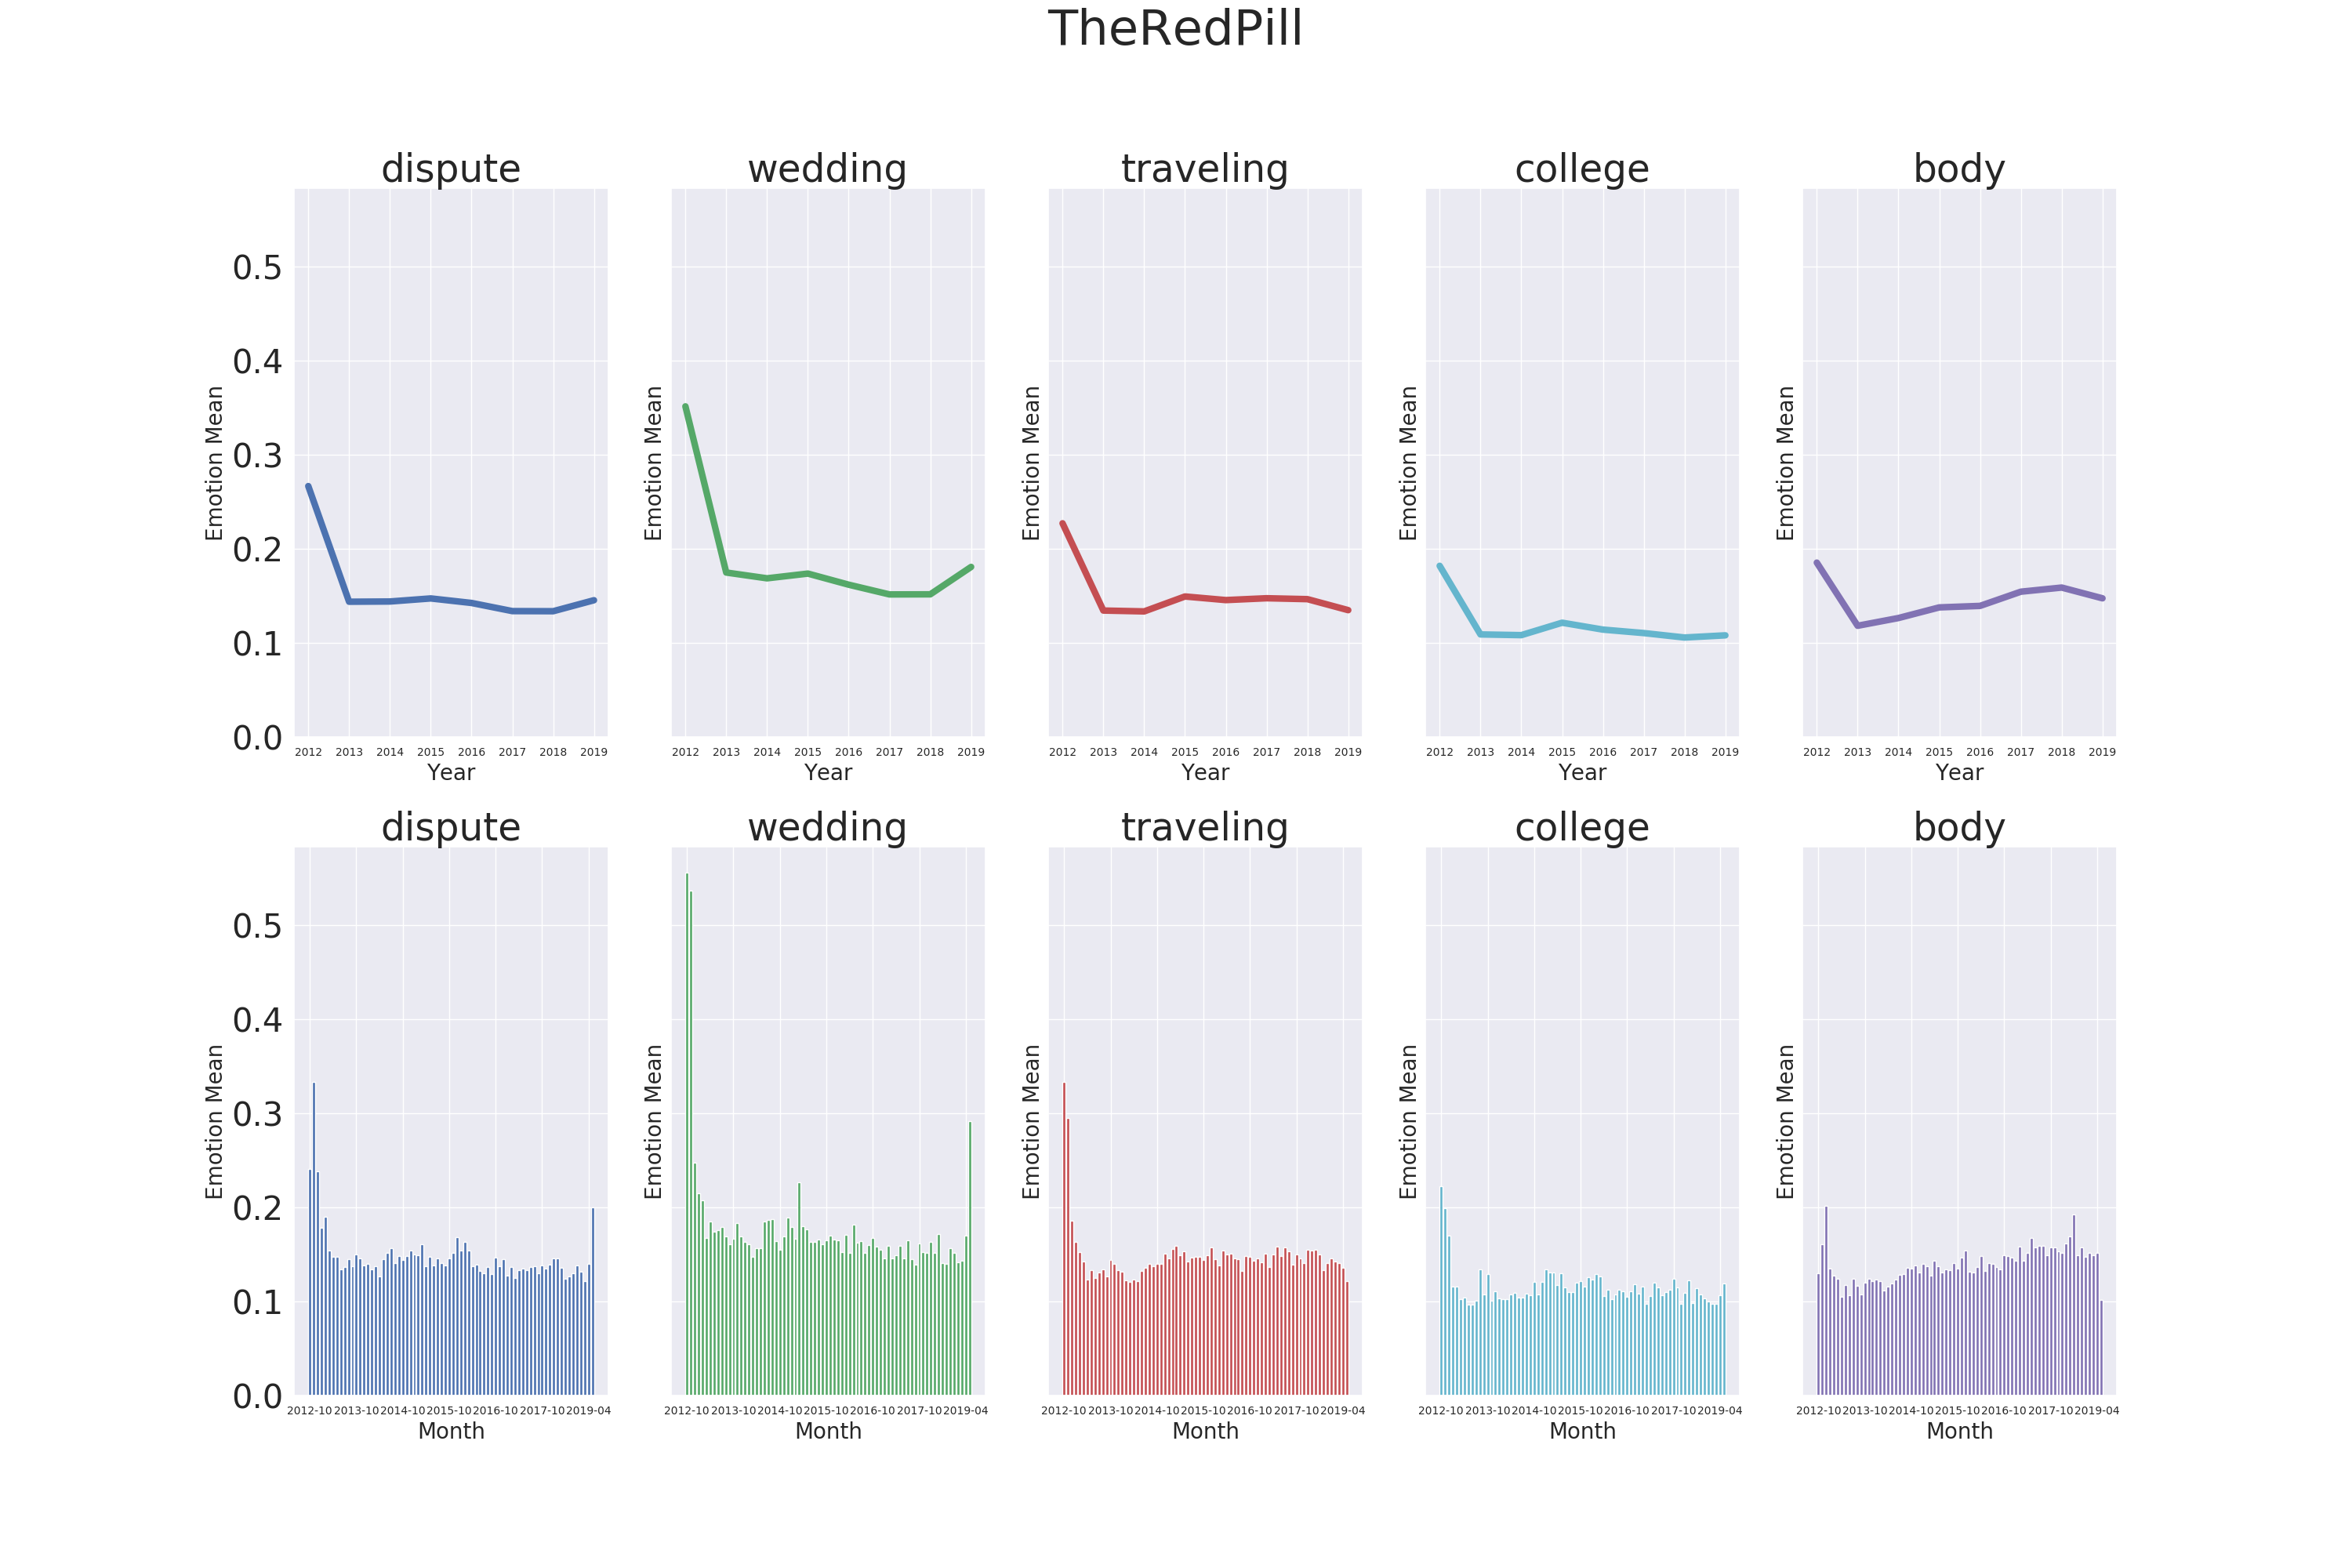 TheRedPill
dispute wedding traveling college body
0.5
0.4
0.3
0.2
0.1
0.0
Emotion Mean Emotion Mean Emotion Mean Emotion Mean Emotion Mean
2012 2013 2014 2015 2016 2017 2018 2019 2012 2013 2014 2015 2016 2017 2018 2019 2012 2013 2014 2015 2016 2017 2018 2019 2012 2013 2014 2015 2016 2017 2018 2019 2012 2013 2014 2015 2016 2017 2018 2019
Year Year Year Year Year
dispute wedding traveling college body
0.5
0.4
0.3
0.2
0.1
0.0
Emotion Mean Emotion Mean Emotion Mean Emotion Mean Emotion Mean
2012-10 2013-10 2014-10 2015-10 2016-10 2017-10 2019-04 2012-10 2013-10 2014-10 2015-10 2016-10 2017-10 2019-04 2012-10 2013-10 2014-10 2015-10 2016-10 2017-10 2019-04 2012-10 2013-10 2014-10 2015-10 2016-10 2017-10 2019-04 2012-10 2013-10 2014-10 2015-10 2016-10 2017-10 2019-04
Month Month Month Month Month